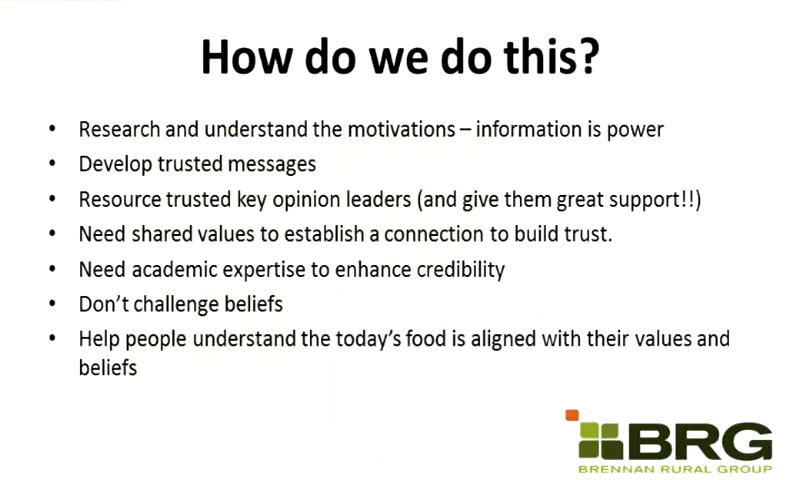 How do we do this?
• Research and understand the motivations – information is power
• Develop trusted messages
• Resource trusted key opinion leaders (and give them great support!!)
• Need shared values to establish a connection to build trust.
• Need academic expertise to enhance credibility
• Don’t challenge beliefs
• Help people understand the today’s food is aligned with their values and
beliefs
BRG
BRENNAN RURAL GROUP